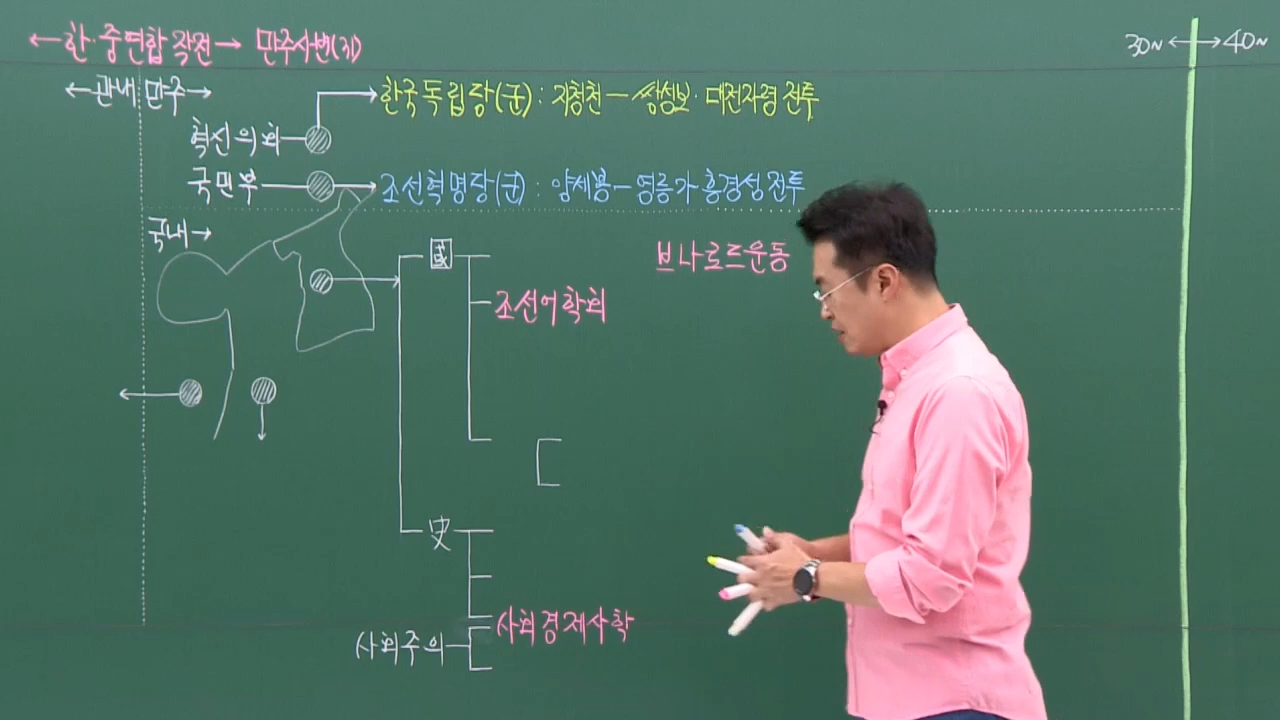 ←한·중연합 작전→ 만주사변(31)
30ⁿ ↔ 40ⁿ
←관내 만주→
한국독립당(군) : 지청천 — 쌍성보·대전자령 전투
혁신의회
국민부
조선혁명당(군) : 양세봉 — 영릉가 흥경성 전투
국내→
國
브나로드운동
조선어학회
史
사회경제사학
사회주의